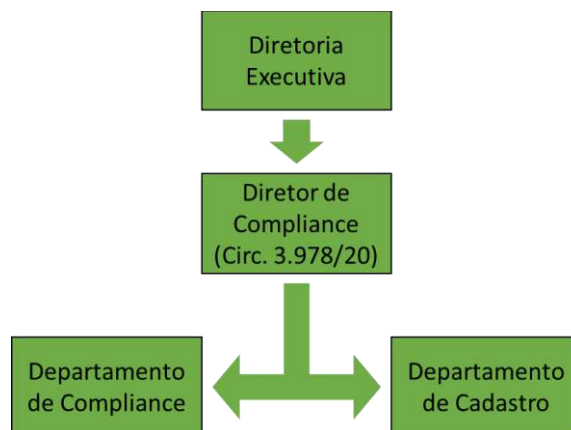 Diretoria
Executiva
Diretor de
Compliance
(Circ. 3.978/20)
Departamento
de Compliance
Departamento
de Cadastro